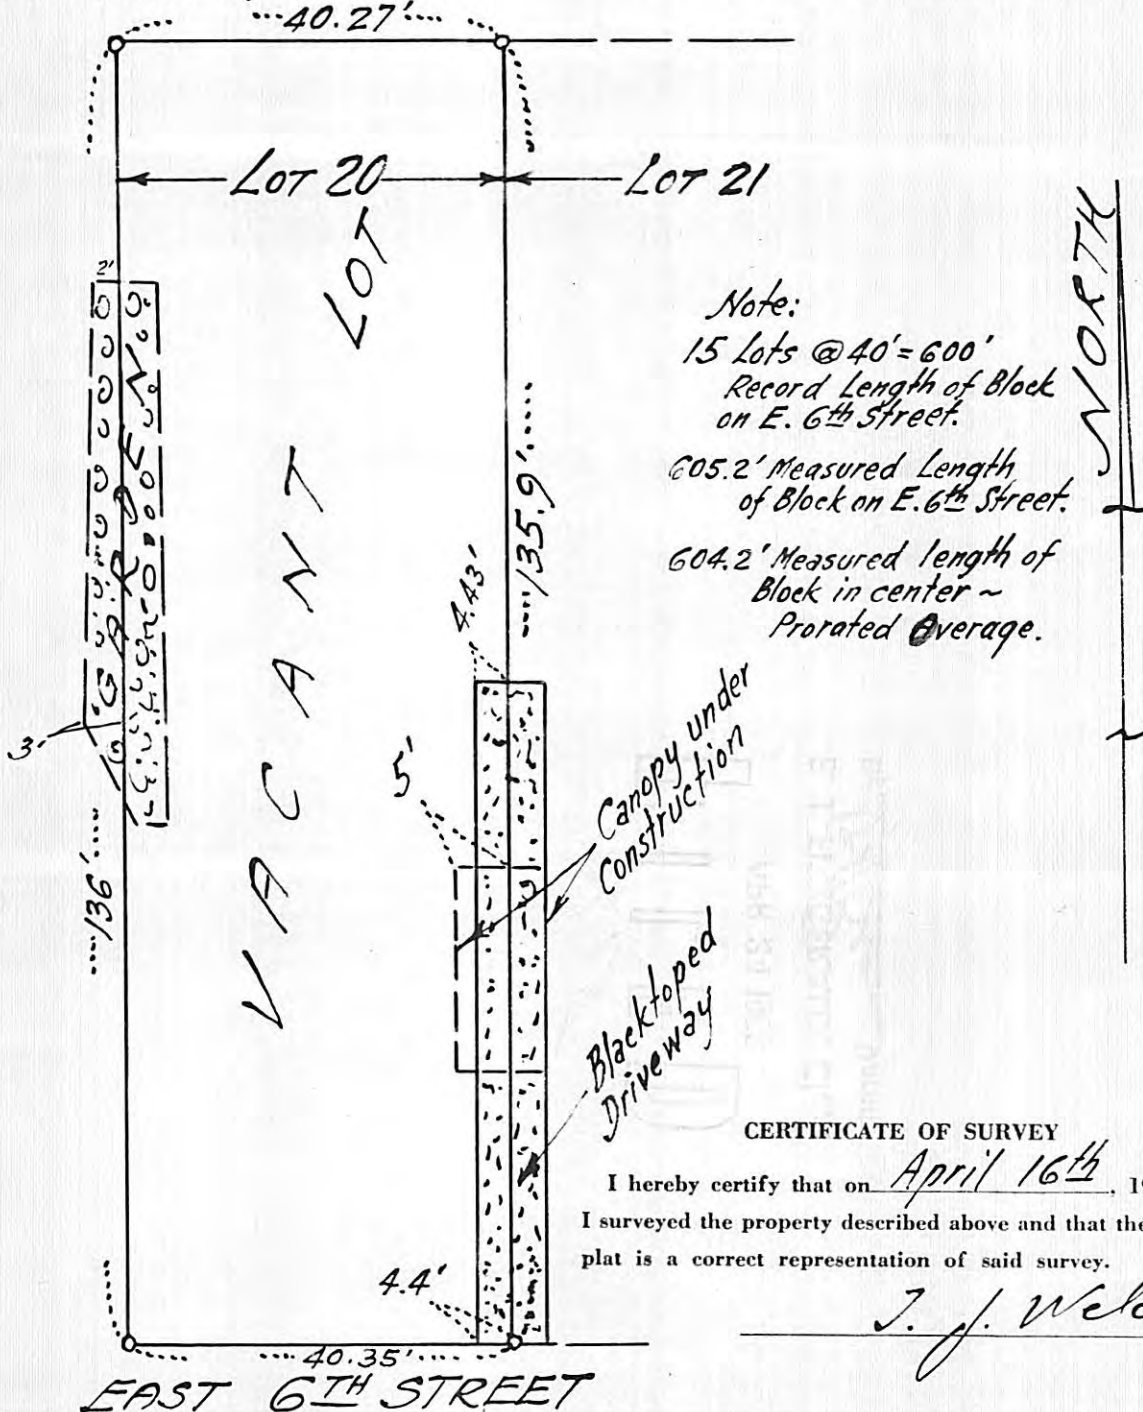 40.27'
LOT 20
LOT 21
VACANT LOT
2'
GARDEN
3'
136'
135.9'
4.43'
5'
4.4'
NORTH
Note:
15 Lots @ 40' = 600'
Record Length of Block
on E. 6th Street.
605.2' Measured Length
of Block on E. 6th Street.
604.2' Measured length of
Block in center ~
Prorated Average.
Canopy under
Construction
Blacktoped
Driveway
CERTIFICATE OF SURVEY
I hereby certify that on April 16th, 19
I surveyed the property described above and that the
plat is a correct representation of said survey.
40.35'
EAST 6TH STREET